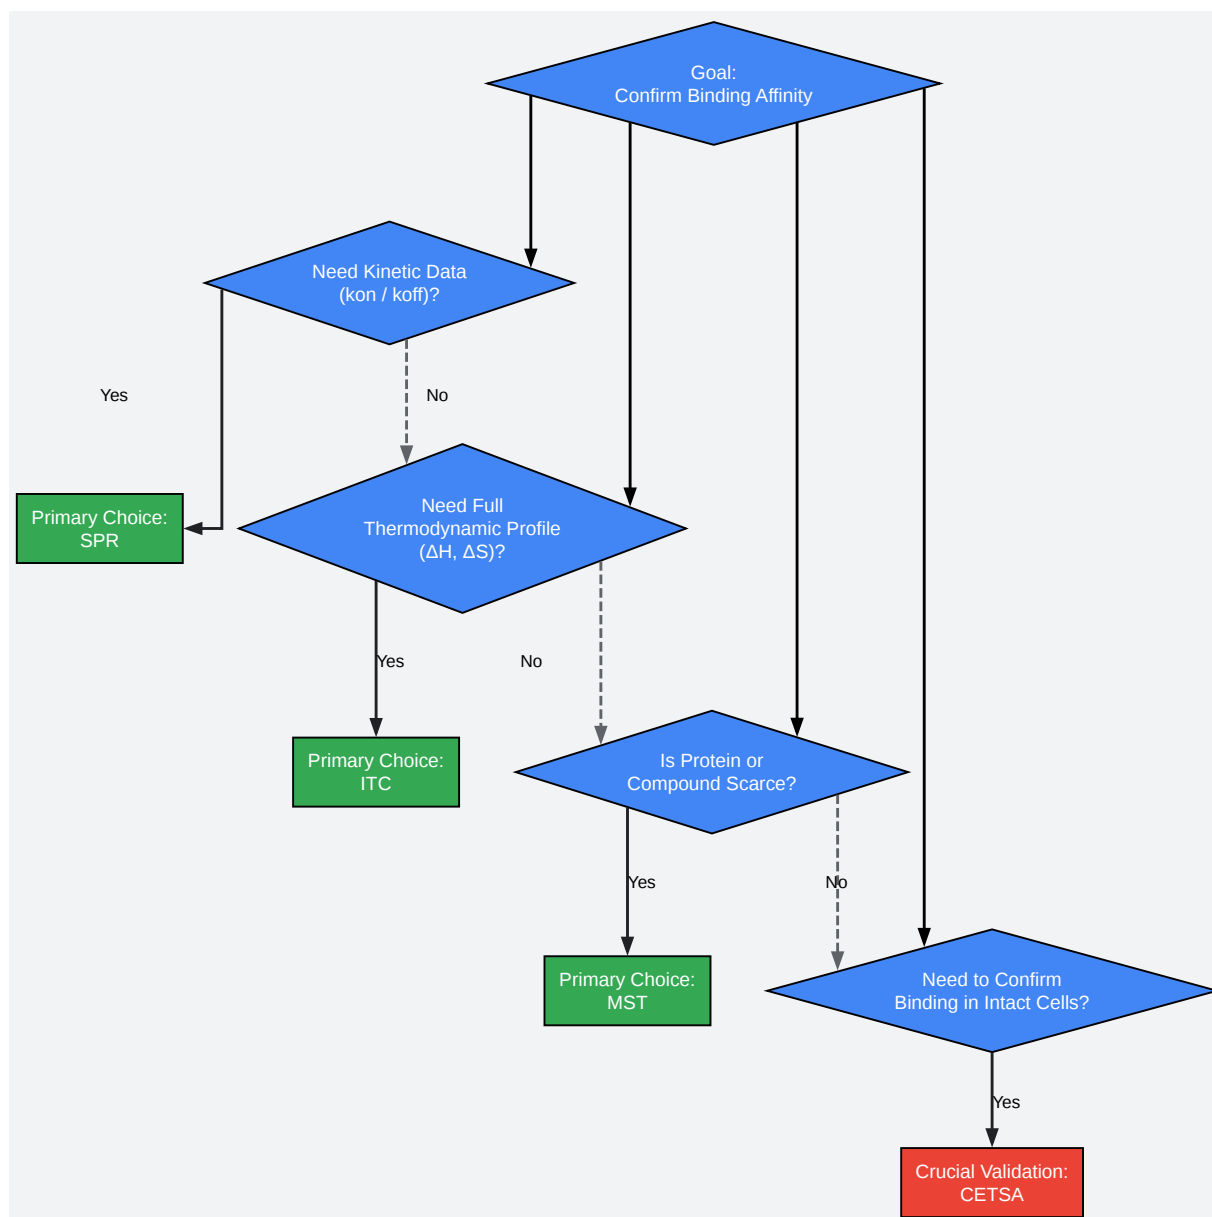 Goal:
Confirm Binding Affinity
Need Kinetic Data
(kon / koff)?
Yes
No
Need Full
Thermodynamic Profile
(ΔH, ΔS)?
Primary Choice:
SPR
Yes
No
Primary Choice:
ITC
Is Protein or
Compound Scarce?
Yes
No
Primary Choice:
MST
Need to Confirm
Binding in Intact Cells?
Yes
Crucial Validation:
CETSA